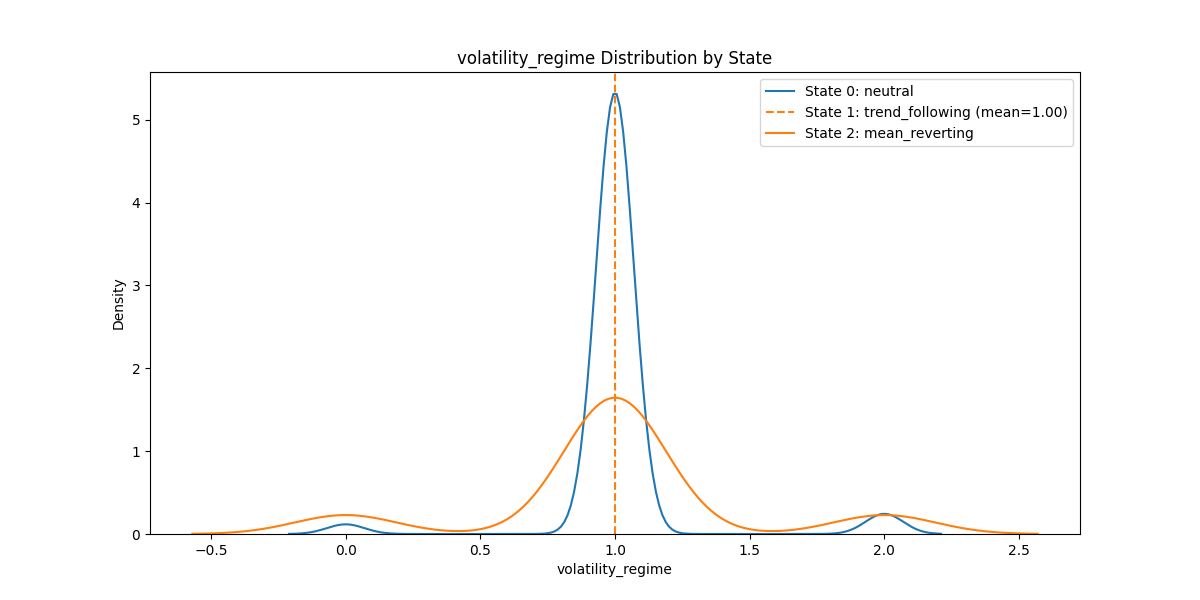 volatility_regime Distribution by State
State 0: neutral
State 1: trend_following (mean=1.00)
State 2: mean_reverting
Density
5
4
3
2
1
0
−0.5 0.0 0.5 1.0 1.5 2.0 2.5
volatility_regime